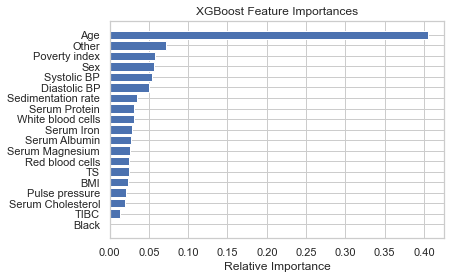 XGBoost Feature Importances
Age
Other
Poverty index
Sex
Systolic BP
Diastolic BP
Sedimentation rate
Serum Protein
White blood cells
Serum Iron
Serum Albumin
Serum Magnesium
Red blood cells
TS
BMI
Pulse pressure
Serum Cholesterol
TIBC
Black
0.00 0.05 0.10 0.15 0.20 0.25 0.30 0.35 0.40
Relative Importance